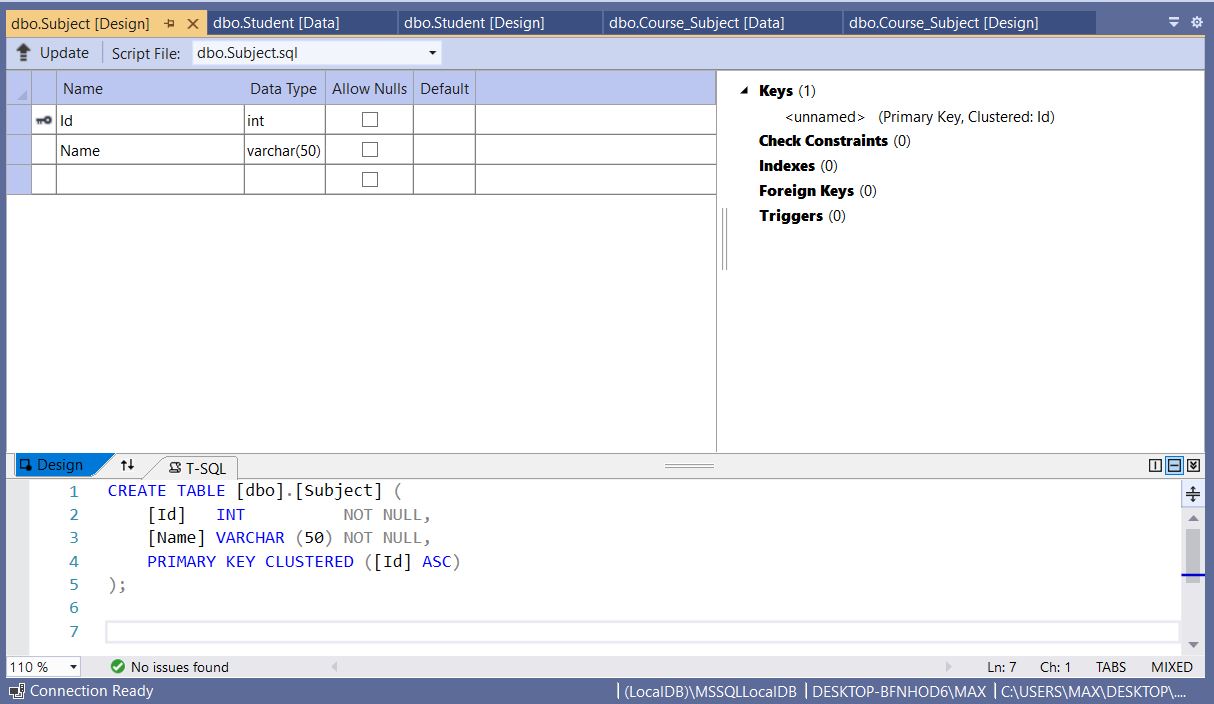 dbo.Subject [Design] dbo.Student [Data] dbo.Student [Design] dbo.Course_Subject [Data] dbo.Course_Subject [Design]
Update Script File: dbo.Subject.sql
Name Data Type Allow Nulls Default
Id int
Name varchar(50)
Keys (1)
<unnamed> (Primary Key, Clustered: Id)
Check Constraints (0)
Indexes (0)
Foreign Keys (0)
Triggers (0)
Design T-SQL
1 CREATE TABLE [dbo].[Subject] (
2 [Id] INT NOT NULL,
3 [Name] VARCHAR (50) NOT NULL,
4 PRIMARY KEY CLUSTERED ([Id] ASC)
5 );
6
7
110 % No issues found Ln: 7 Ch: 1 TABS MIXED
Connection Ready (LocalDB)\MSSQLLocalDB DESKTOP-BFNHOD6\MAX C:\USERS\MAX\DESKTOP\....